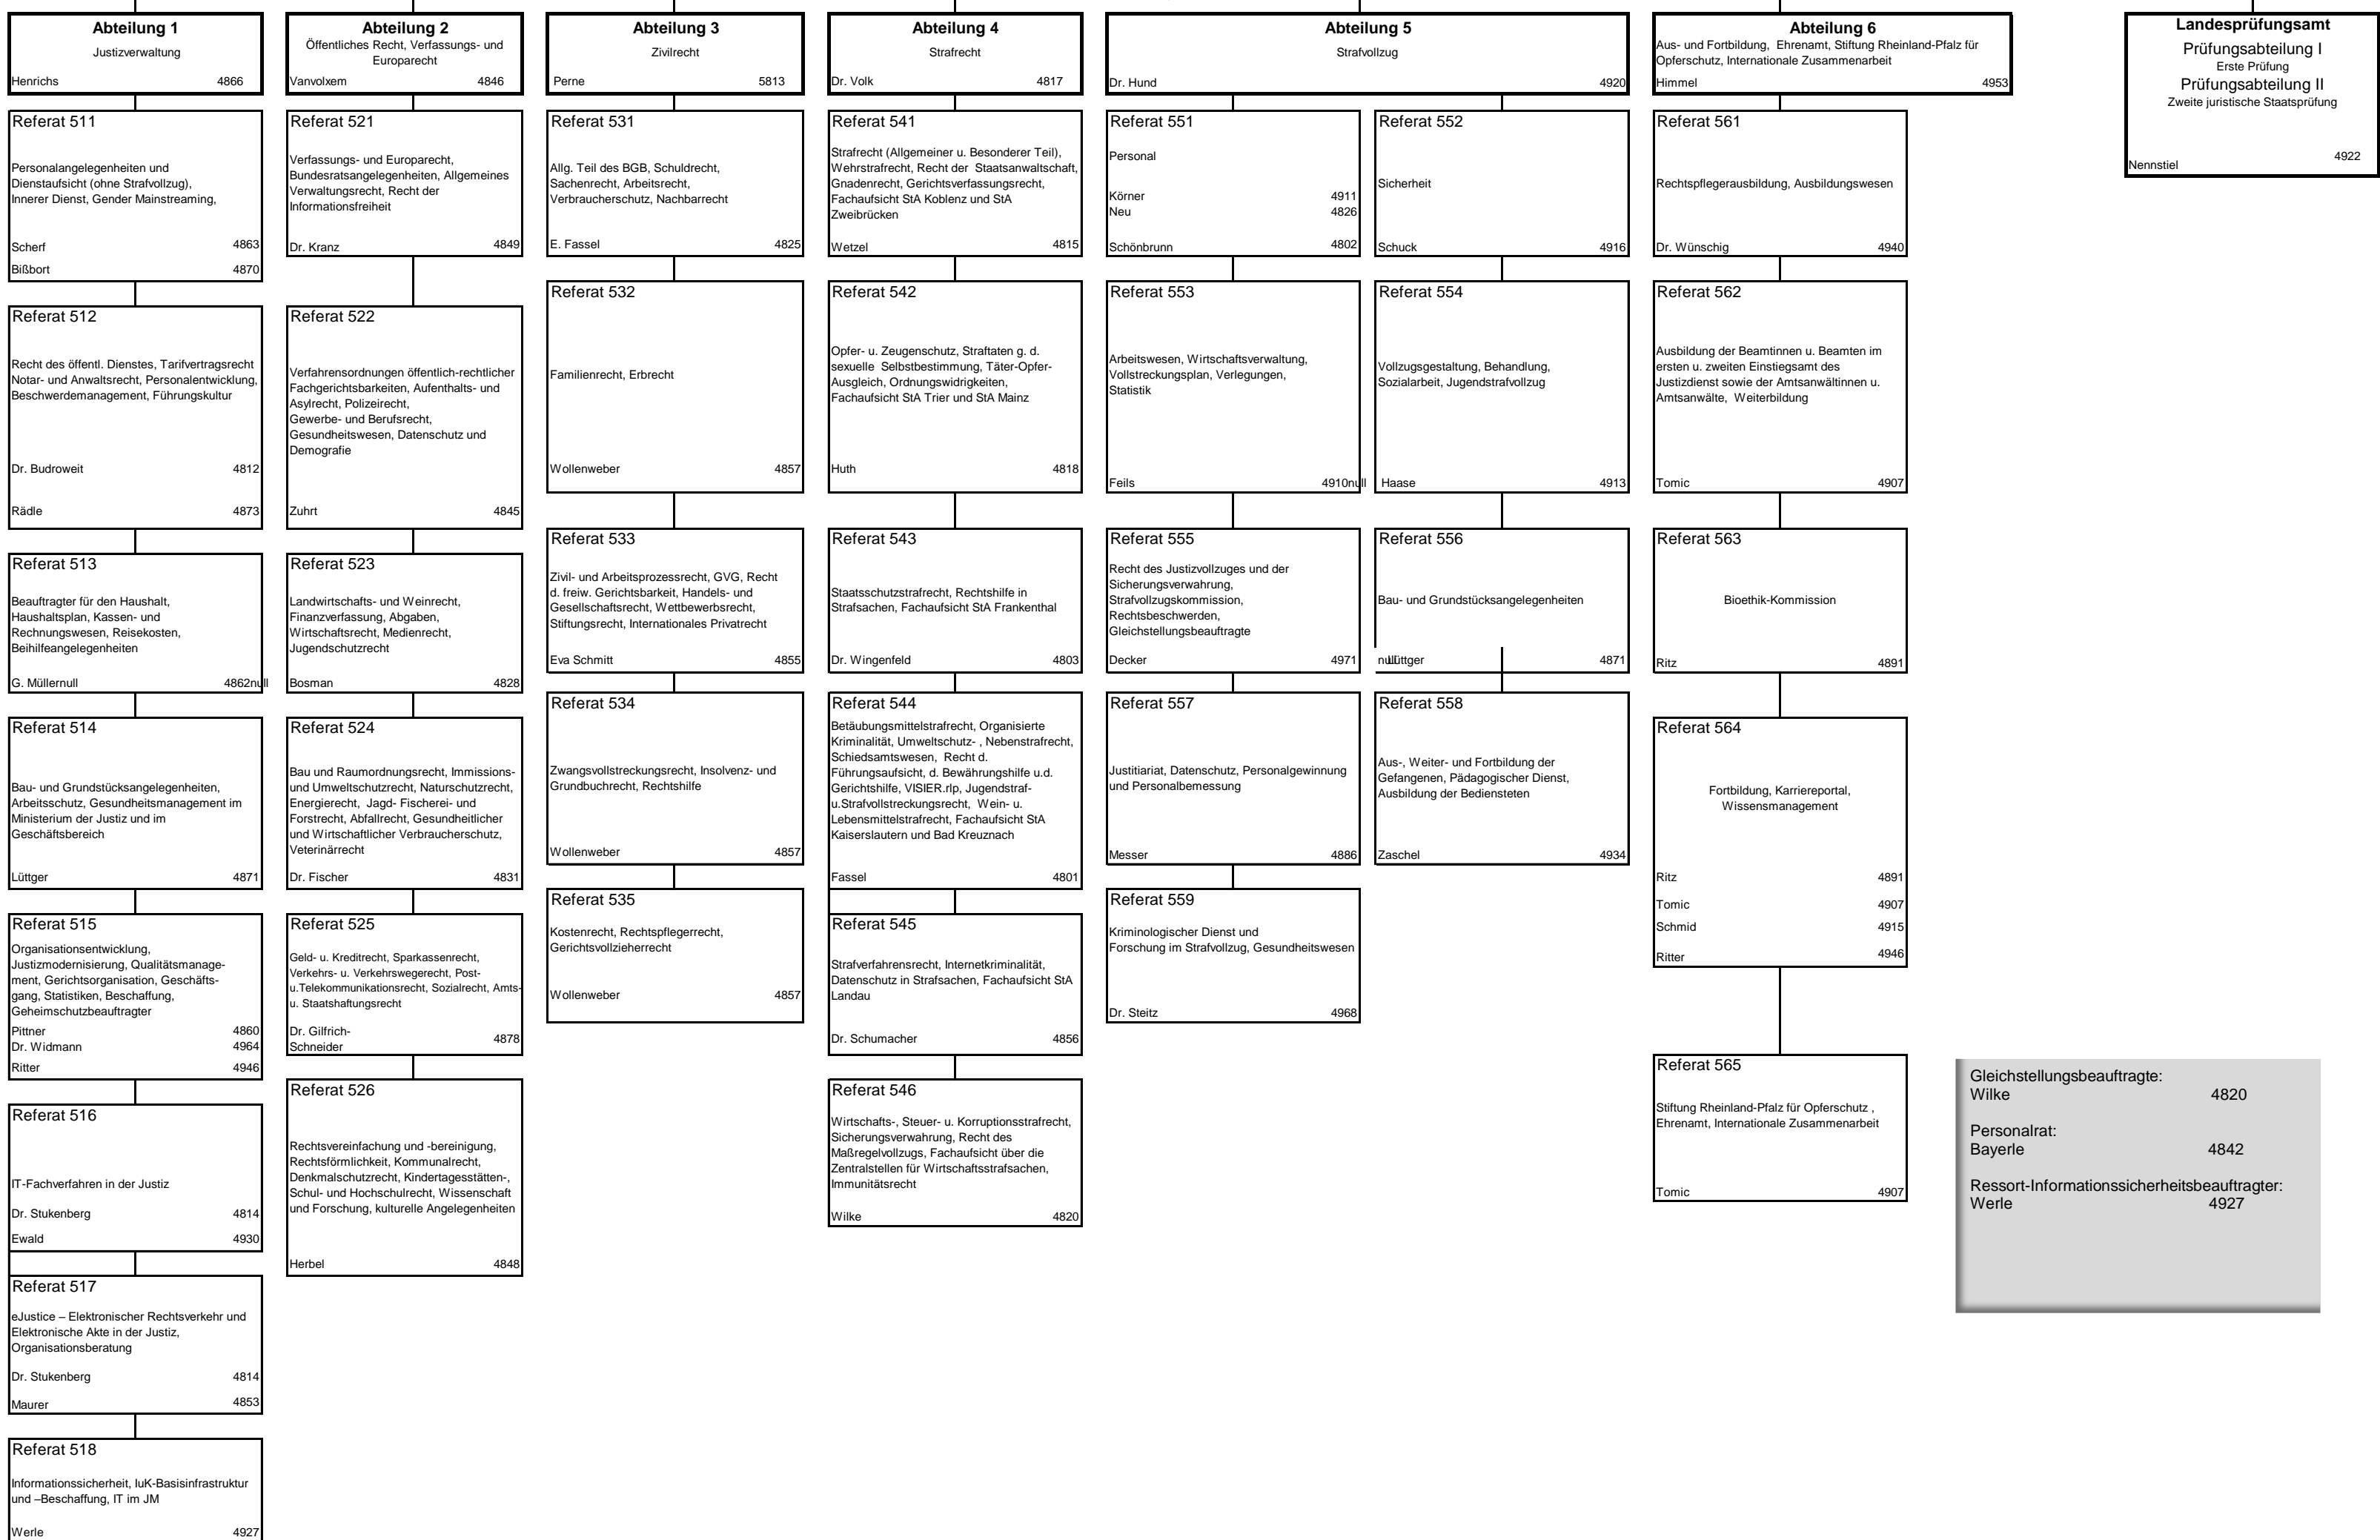 Abteilung 1
Justizverwaltung
Henrichs 4866
Referat 511
Personalangelegenheiten und
Dienstaufsicht (ohne Strafvollzug),
Innerer Dienst, Gender Mainstreaming,
Scherf 4863
Bißbort 4870
Referat 512
Recht des öffentl. Dienstes, Tarifvertragsrecht
Notar- und Anwaltsrecht, Personalentwicklung,
Beschwerdemanagement, Führungskultur
Dr. Budroweit 4812
Rädle 4873
Referat 513
Beauftragter für den Haushalt,
Haushaltsplan, Kassen- und
Rechnungswesen, Reisekosten,
Beihilfeangelegenheiten
G. Müllernull 4862null
Referat 514
Bau- und Grundstücksangelegenheiten,
Arbeitsschutz, Gesundheitsmanagement im
Ministerium der Justiz und im
Geschäftsbereich
Lüttger 4871
Referat 515
Organisationsentwicklung,
Justizmodernisierung, Qualitätsmanage-
ment, Gerichtsorganisation, Geschäfts-
gang, Statistiken, Beschaffung,
Geheimschutzbeauftragter
Pittner 4860
Dr. Widmann 4964
Ritter 4946
Referat 516
IT-Fachverfahren in der Justiz
Dr. Stukenberg 4814
Ewald 4930
Referat 517
eJustice – Elektronischer Rechtsverkehr und
Elektronische Akte in der Justiz,
Organisationsberatung
Dr. Stukenberg 4814
Maurer 4853
Referat 518
Informationssicherheit, IuK-Basisinfrastruktur
und –Beschaffung, IT im JM
Werle 4927
Abteilung 2
Öffentliches Recht, Verfassungs- und
Europarecht
Vanvolxem 4846
Referat 521
Verfassungs- und Europarecht,
Bundesratsangelegenheiten, Allgemeines
Verwaltungsrecht, Recht der
Informationsfreiheit
Dr. Kranz 4849
Referat 522
Verfahrensordnungen öffentlich-rechtlicher
Fachgerichtsbarkeiten, Aufenthalts- und
Asylrecht, Polizeirecht,
Gewerbe- und Berufsrecht,
Gesundheitswesen, Datenschutz und
Demografie
Zuhrt 4845
Referat 523
Landwirtschafts- und Weinrecht,
Finanzverfassung, Abgaben,
Wirtschaftsrecht, Medienrecht,
Jugendschutzrecht
Bosman 4828
Referat 524
Bau und Raumordnungsrecht, Immissions-
und Umweltschutzrecht, Naturschutzrecht,
Energierecht, Jagd- Fischerei- und
Forstrecht, Abfallrecht, Gesundheitlicher
und Wirtschaftlicher Verbraucherschutz,
Veterinärrecht
Dr. Fischer 4831
Referat 525
Geld- u. Kreditrecht, Sparkassenrecht,
Verkehrs- u. Verkehrswegerecht, Post-
u.Telekommunikationsrecht, Sozialrecht, Amts-
u. Staatshaftungsrecht
Dr. Gilfrich-
Schneider 4878
Referat 526
Rechtsvereinfachung und -bereinigung,
Rechtsförmlichkeit, Kommunalrecht,
Denkmalschutzrecht, Kindertagesstätten-,
Schul- und Hochschulrecht, Wissenschaft
und Forschung, kulturelle Angelegenheiten
Herbel 4848
Abteilung 3
Zivilrecht
Perne 5813
Referat 531
Allg. Teil des BGB, Schuldrecht,
Sachenrecht, Arbeitsrecht,
Verbraucherschutz, Nachbarrecht
E. Fassel 4825
Referat 532
Familienrecht, Erbrecht
Wollenweber 4857
Referat 533
Zivil- und Arbeitsprozessrecht, GVG, Recht
d. freiw. Gerichtsbarkeit, Handels- und
Gesellschaftsrecht, Wettbewerbsrecht,
Stiftungsrecht, Internationales Privatrecht
Eva Schmitt 4855
Referat 534
Zwangsvollstreckungsrecht, Insolvenz- und
Grundbuchrecht, Rechtshilfe
Wollenweber 4857
Referat 535
Kostenrecht, Rechtspflegerrecht,
Gerichtsvollzieherrecht
Wollenweber 4857
Abteilung 4
Strafrecht
Dr. Volk 4817
Referat 541
Strafrecht (Allgemeiner u. Besonderer Teil),
Wehrstrafrecht, Recht der Staatsanwaltschaft,
Gnadenrecht, Gerichtsverfassungsrecht,
Fachaufsicht StA Koblenz und StA
Zweibrücken
Wetzel 4815
Referat 542
Opfer- u. Zeugenschutz, Straftaten g. d.
sexuelle Selbstbestimmung, Täter-Opfer-
Ausgleich, Ordnungswidrigkeiten,
Fachaufsicht StA Trier und StA Mainz
Huth 4818
Referat 543
Staatsschutzstrafrecht, Rechtshilfe in
Strafsachen, Fachaufsicht StA Frankenthal
Dr. Wingenfeld 4803
Referat 544
Betäubungsmittelstrafrecht, Organisierte
Kriminalität, Umweltschutz- , Nebenstrafrecht,
Schiedsamtswesen, Recht d.
Führungsaufsicht, d. Bewährungshilfe u.d.
Gerichtshilfe, VISIER.rlp, Jugendstraf-
u.Strafvollstreckungsrecht, Wein- u.
Lebensmittelstrafrecht, Fachaufsicht StA
Kaiserslautern und Bad Kreuznach
Fassel 4801
Referat 545
Strafverfahrensrecht, Internetkriminalität,
Datenschutz in Strafsachen, Fachaufsicht StA
Landau
Dr. Schumacher 4856
Referat 546
Wirtschafts-, Steuer- u. Korruptionsstrafrecht,
Sicherungsverwahrung, Recht des
Maßregelvollzugs, Fachaufsicht über die
Zentralstellen für Wirtschaftsstrafsachen,
Immunitätsrecht
Wilke 4820
Abteilung 5
Strafvollzug
Dr. Hund 4920
Referat 551
Personal
Körner 4911
Neu 4826
Schönbrunn 4802
Referat 552
Sicherheit
Schuck 4916
Referat 553
Arbeitswesen, Wirtschaftsverwaltung,
Vollstreckungsplan, Verlegungen,
Statistik
Feils 4910null
Referat 554
Vollzugsgestaltung, Behandlung,
Sozialarbeit, Jugendstrafvollzug
Haase 4913
Referat 555
Recht des Justizvollzuges und der
Sicherungsverwahrung,
Strafvollzugskommission,
Rechtsbeschwerden,
Gleichstellungsbeauftragte
Decker 4971
Referat 556
Bau- und Grundstücksangelegenheiten
nullLüttger 4871
Referat 557
Justitiariat, Datenschutz, Personalgewinnung
und Personalbemessung
Messer 4886
Referat 558
Aus-, Weiter- und Fortbildung der
Gefangenen, Pädagogischer Dienst,
Ausbildung der Bediensteten
Zaschel 4934
Referat 559
Kriminologischer Dienst und
Forschung im Strafvollzug, Gesundheitswesen
Dr. Steitz 4968
Abteilung 6
Aus- und Fortbildung, Ehrenamt, Stiftung Rheinland-Pfalz für
Opferschutz, Internationale Zusammenarbeit
Himmel 4953
Referat 561
Rechtspflegerausbildung, Ausbildungswesen
Dr. Wünschig 4940
Referat 562
Ausbildung der Beamtinnen u. Beamten im
ersten u. zweiten Einstiegsamt des
Justizdienst sowie der Amtsanwältinnen u.
Amtsanwälte, Weiterbildung
Tomic 4907
Referat 563
Bioethik-Kommission
Ritz 4891
Referat 564
Fortbildung, Karriereportal,
Wissensmanagement
Ritz 4891
Tomic 4907
Schmid 4915
Ritter 4946
Referat 565
Stiftung Rheinland-Pfalz für Opferschutz ,
Ehrenamt, Internationale Zusammenarbeit
Tomic 4907
Landesprüfungsamt
Prüfungsabteilung I
Erste Prüfung
Prüfungsabteilung II
Zweite juristische Staatsprüfung
4922
Nennstiel
Gleichstellungsbeauftragte:
Wilke 4820
Personalrat:
Bayerle 4842
Ressort-Informationssicherheitsbeauftragter:
Werle 4927